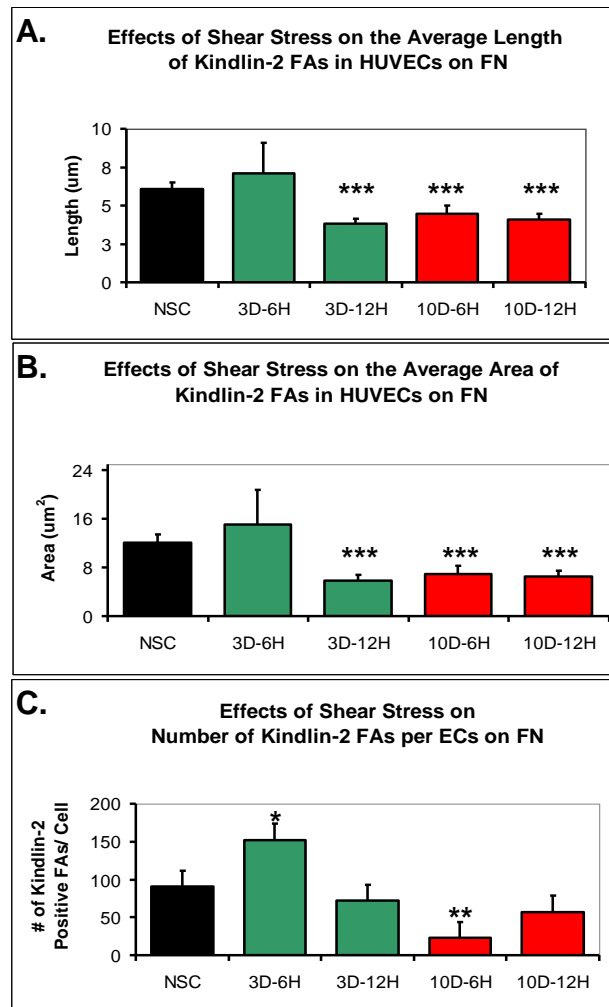 A.
Effects of Shear Stress on the Average Length
of Kindlin-2 FAs in HUVECs on FN
Length (um)
10
8
5
3
0
***
***
***
NSC
3D-6H
3D-12H
10D-6H
10D-12H
B.
Effects of Shear Stress on the Average Area of
Kindlin-2 FAs in HUVECs on FN
Area (um²)
24
16
8
0
***
***
***
NSC
3D-6H
3D-12H
10D-6H
10D-12H
C.
Effects of Shear Stress on
Number of Kindlin-2 FAs per ECs on FN
# of Kindlin-2
Positive FAs/ Cell
200
150
100
50
0
*
**
NSC
3D-6H
3D-12H
10D-6H
10D-12H